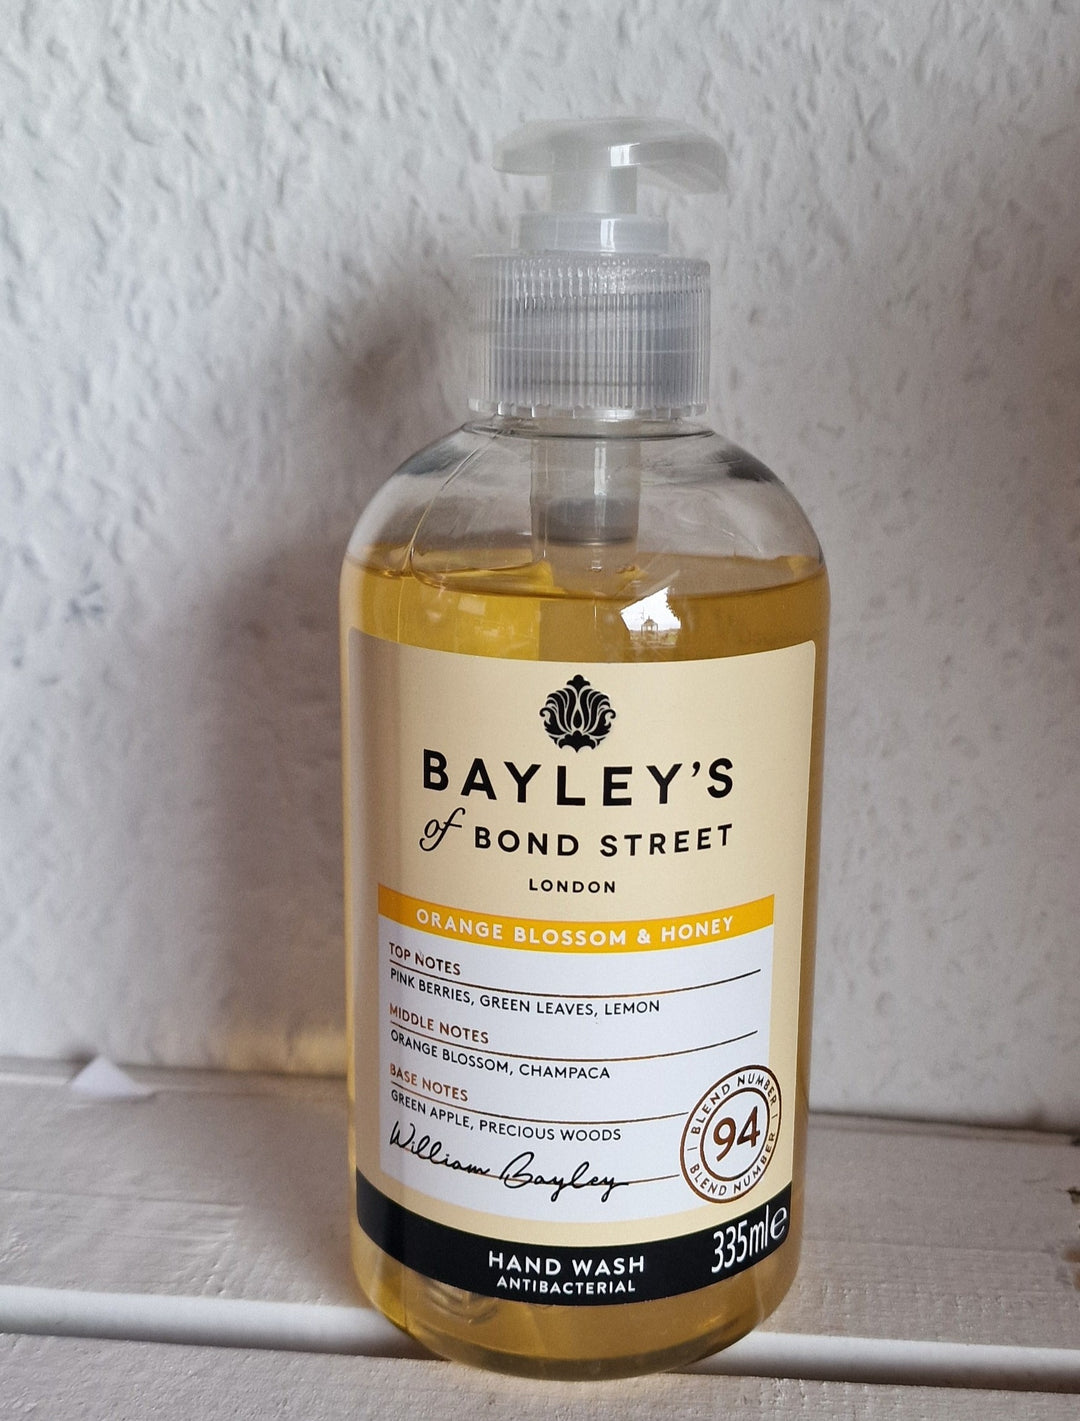 BAYLEY'S
of BOND STREET
LONDON
ORANGE BLOSSOM & HONEY
TOP NOTES
PINK BERRIES, GREEN LEAVES, LEMON
MIDDLE NOTES
ORANGE BLOSSOM, CHAMPACA
BASE NOTES
GREEN APPLE, PRECIOUS WOODS
William Bayley
BLEND NUMBER
94
BLEND NUMBER
335ml e
HAND WASH
ANTIBACTERIAL